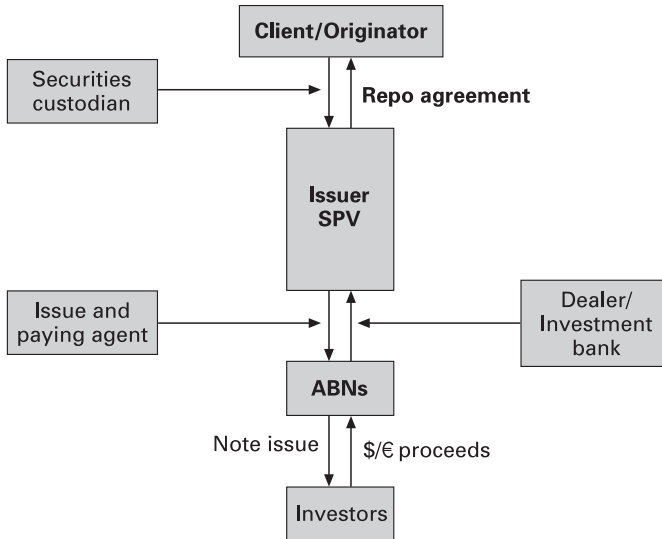 Client/Originator
Securities
custodian
Repo agreement
Issuer
SPV
Issue and
paying agent
Dealer/
Investment
bank
ABNs
Note issue
$/€ proceeds
Investors